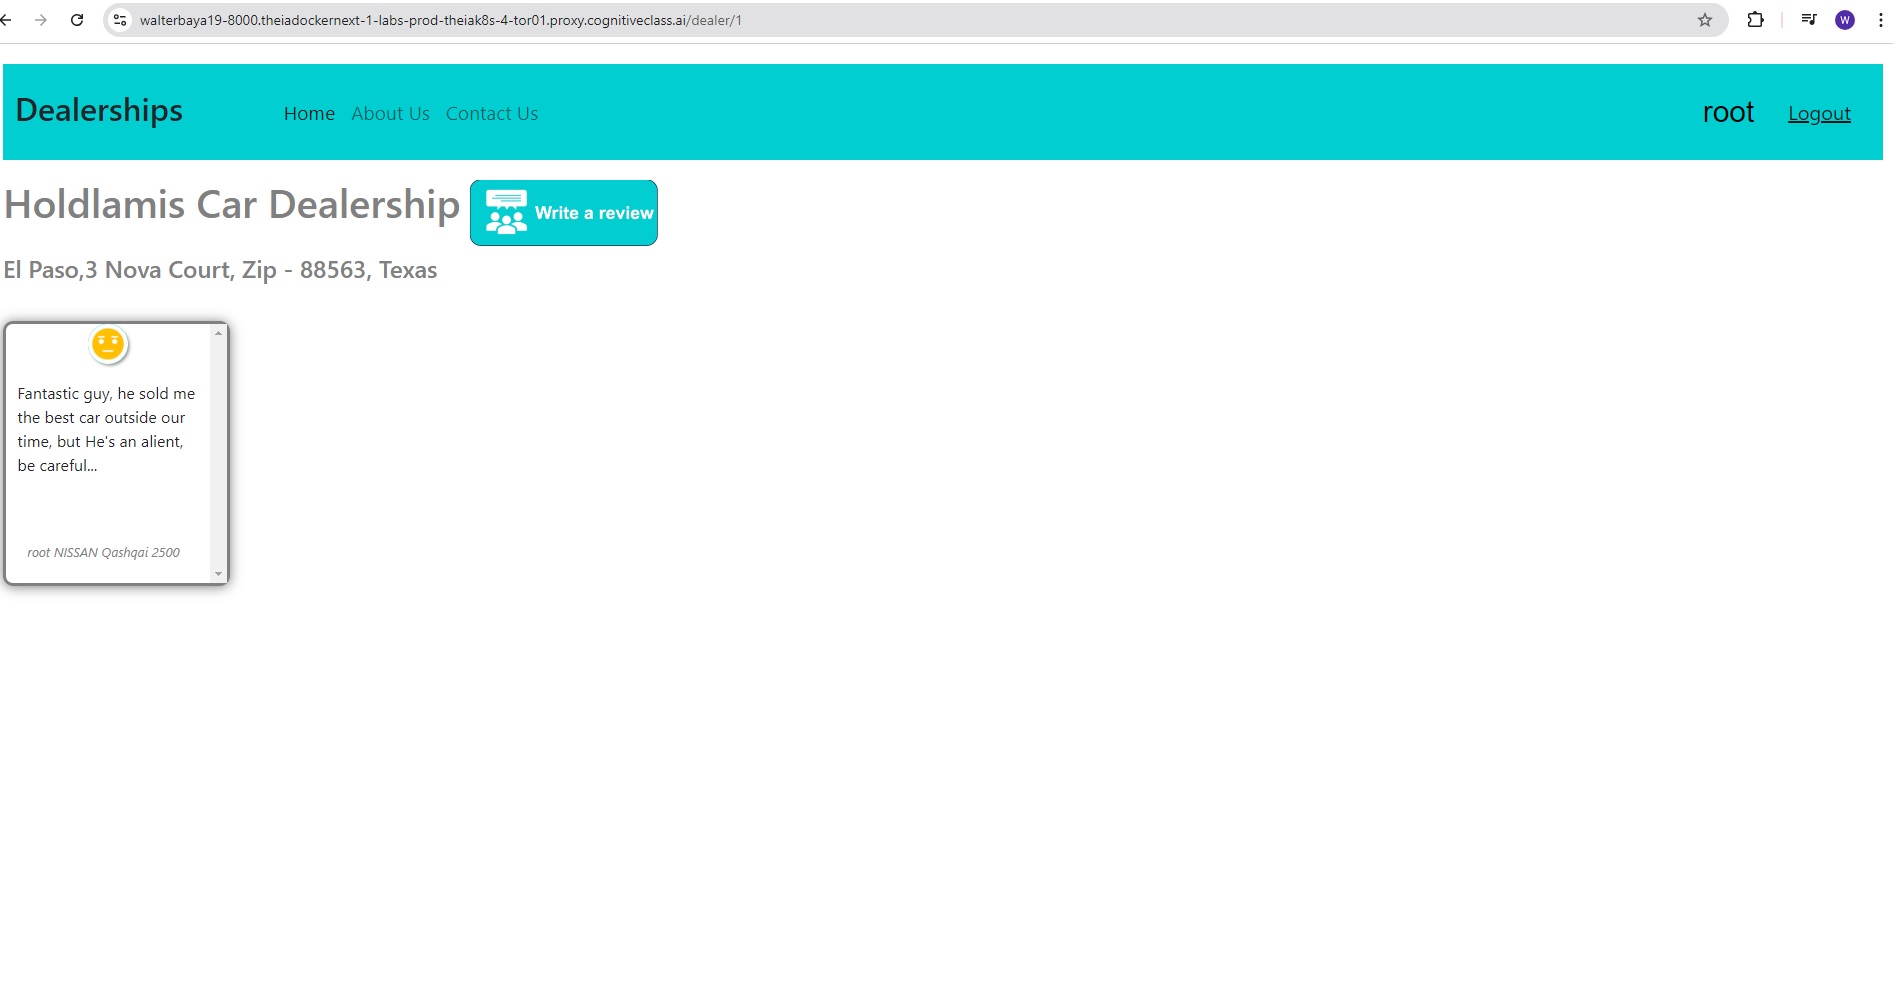 walterbaya19-8000.theiadockernext-1-labs-prod-theiak8s-4-tor01.proxy.cognitiveclass.ai/dealer/1
W
Dealerships
Home About Us Contact Us
root Logout
Holdlamis Car Dealership
Write a review
El Paso,3 Nova Court, Zip - 88563, Texas
Fantastic guy, he sold me
the best car outside our
time, but He's an alient,
be careful...
root NISSAN Qashqai 2500